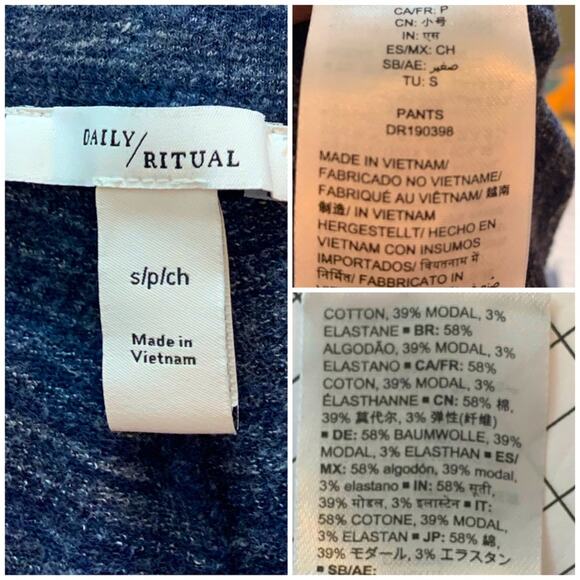 DAILY/RITUAL
s/p/ch
Made in
Vietnam
CA/FR: P
CN: 小号
IN: एस
ES/MX: CH
SB/AE: صغير
TU: S
PANTS
DR190398
MADE IN VIETNAM/
FABRICADO NO VIETNAME/
FABRIQUÉ AU VIÊTNAM/ 越南
制造/ IN VIETNAM
HERGESTELLT/ HECHO EN
VIETNAM CON INSUMOS
IMPORTADOS/ वियतनाम में
निर्मित/ FABBRICATO IN
COTTON, 39% MODAL, 3%
ELASTANE ■ BR: 58%
ALGODÃO, 39% MODAL, 3%
ELASTANO ■ CA/FR: 58%
COTON, 39% MODAL, 3%
ÉLASTHANNE ■ CN: 58% 棉,
39% 莫代尔, 3% 弹性(纤维)
■ DE: 58% BAUMWOLLE, 39%
MODAL, 3% ELASTHAN ■ ES/
MX: 58% algodón, 39% modal,
3% elastano ■ IN: 58% सूती,
39% मोडल, 3% इलास्टेन ■ IT:
58% COTONE, 39% MODAL,
3% ELASTAN ■ JP: 58% 綿,
39% モダール, 3% エラスタン
■ SB/AE: